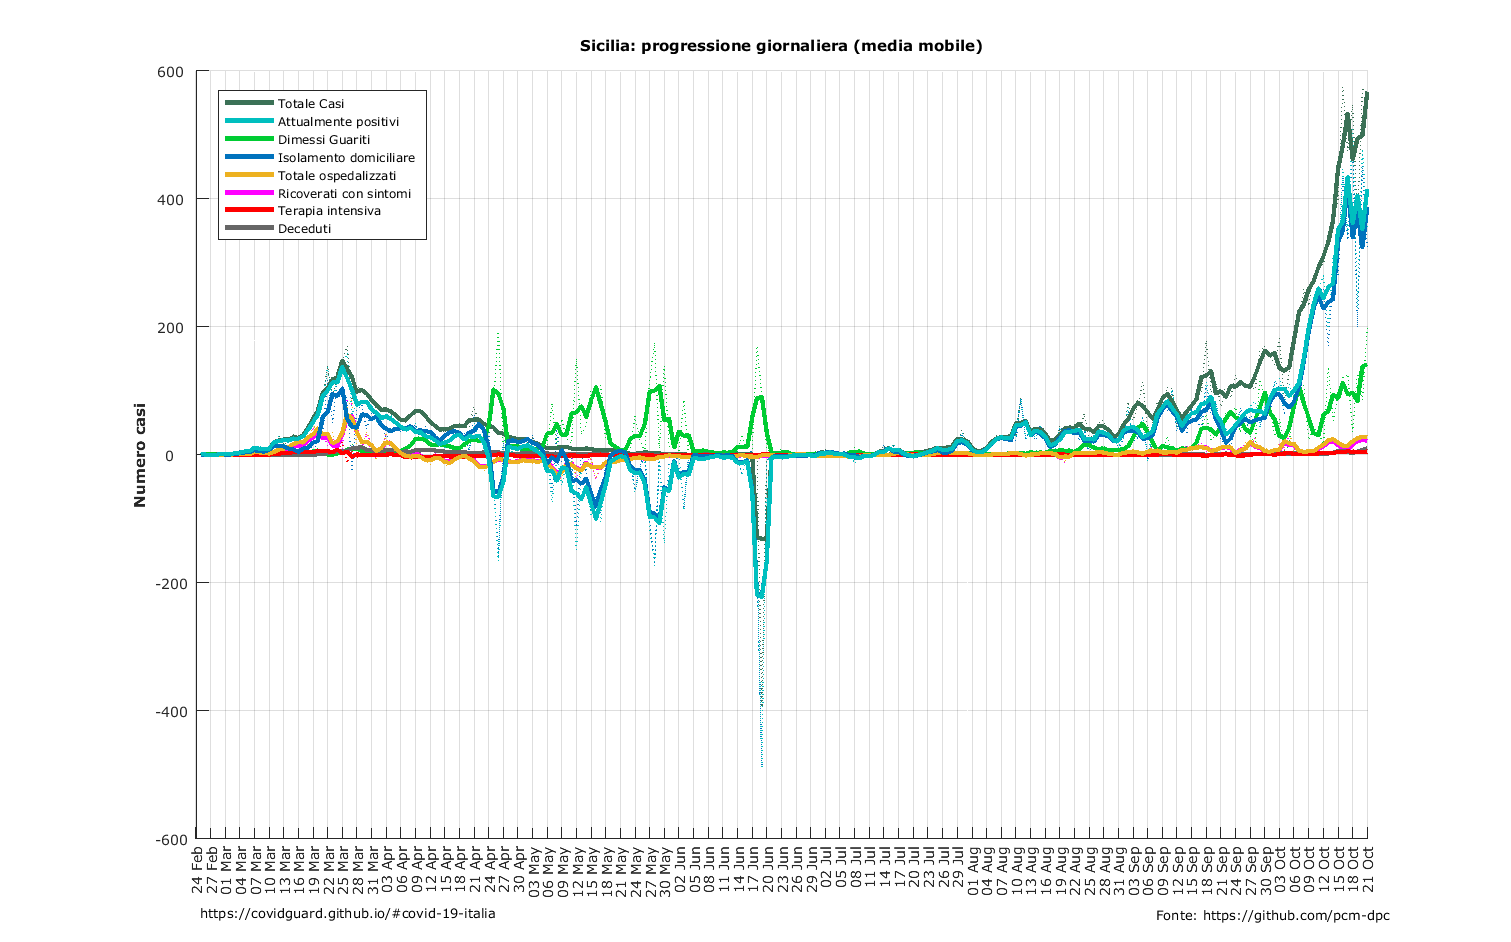 Sicilia: progressione giornaliera (media mobile)
600
400
200
0
-200
-400
-600
Numero casi
Totale Casi
Attualmente positivi
Dimessi Guariti
Isolamento domiciliare
Totale ospedalizzati
Ricoverati con sintomi
Terapia intensiva
Deceduti
24 Feb
27 Feb
01 Mar
04 Mar
07 Mar
10 Mar
13 Mar
16 Mar
19 Mar
22 Mar
25 Mar
28 Mar
31 Mar
03 Apr
06 Apr
09 Apr
12 Apr
15 Apr
18 Apr
21 Apr
24 Apr
27 Apr
30 Apr
03 May
06 May
09 May
12 May
15 May
18 May
21 May
24 May
27 May
30 May
02 Jun
05 Jun
08 Jun
11 Jun
14 Jun
17 Jun
20 Jun
23 Jun
26 Jun
29 Jun
02 Jul
05 Jul
08 Jul
11 Jul
14 Jul
17 Jul
20 Jul
23 Jul
26 Jul
29 Jul
01 Aug
04 Aug
07 Aug
10 Aug
13 Aug
16 Aug
19 Aug
22 Aug
25 Aug
28 Aug
31 Aug
03 Sep
06 Sep
09 Sep
12 Sep
15 Sep
18 Sep
21 Sep
24 Sep
27 Sep
30 Sep
03 Oct
06 Oct
09 Oct
12 Oct
15 Oct
18 Oct
21 Oct
https://covidguard.github.io/#covid-19-italia
Fonte: https://github.com/pcm-dpc